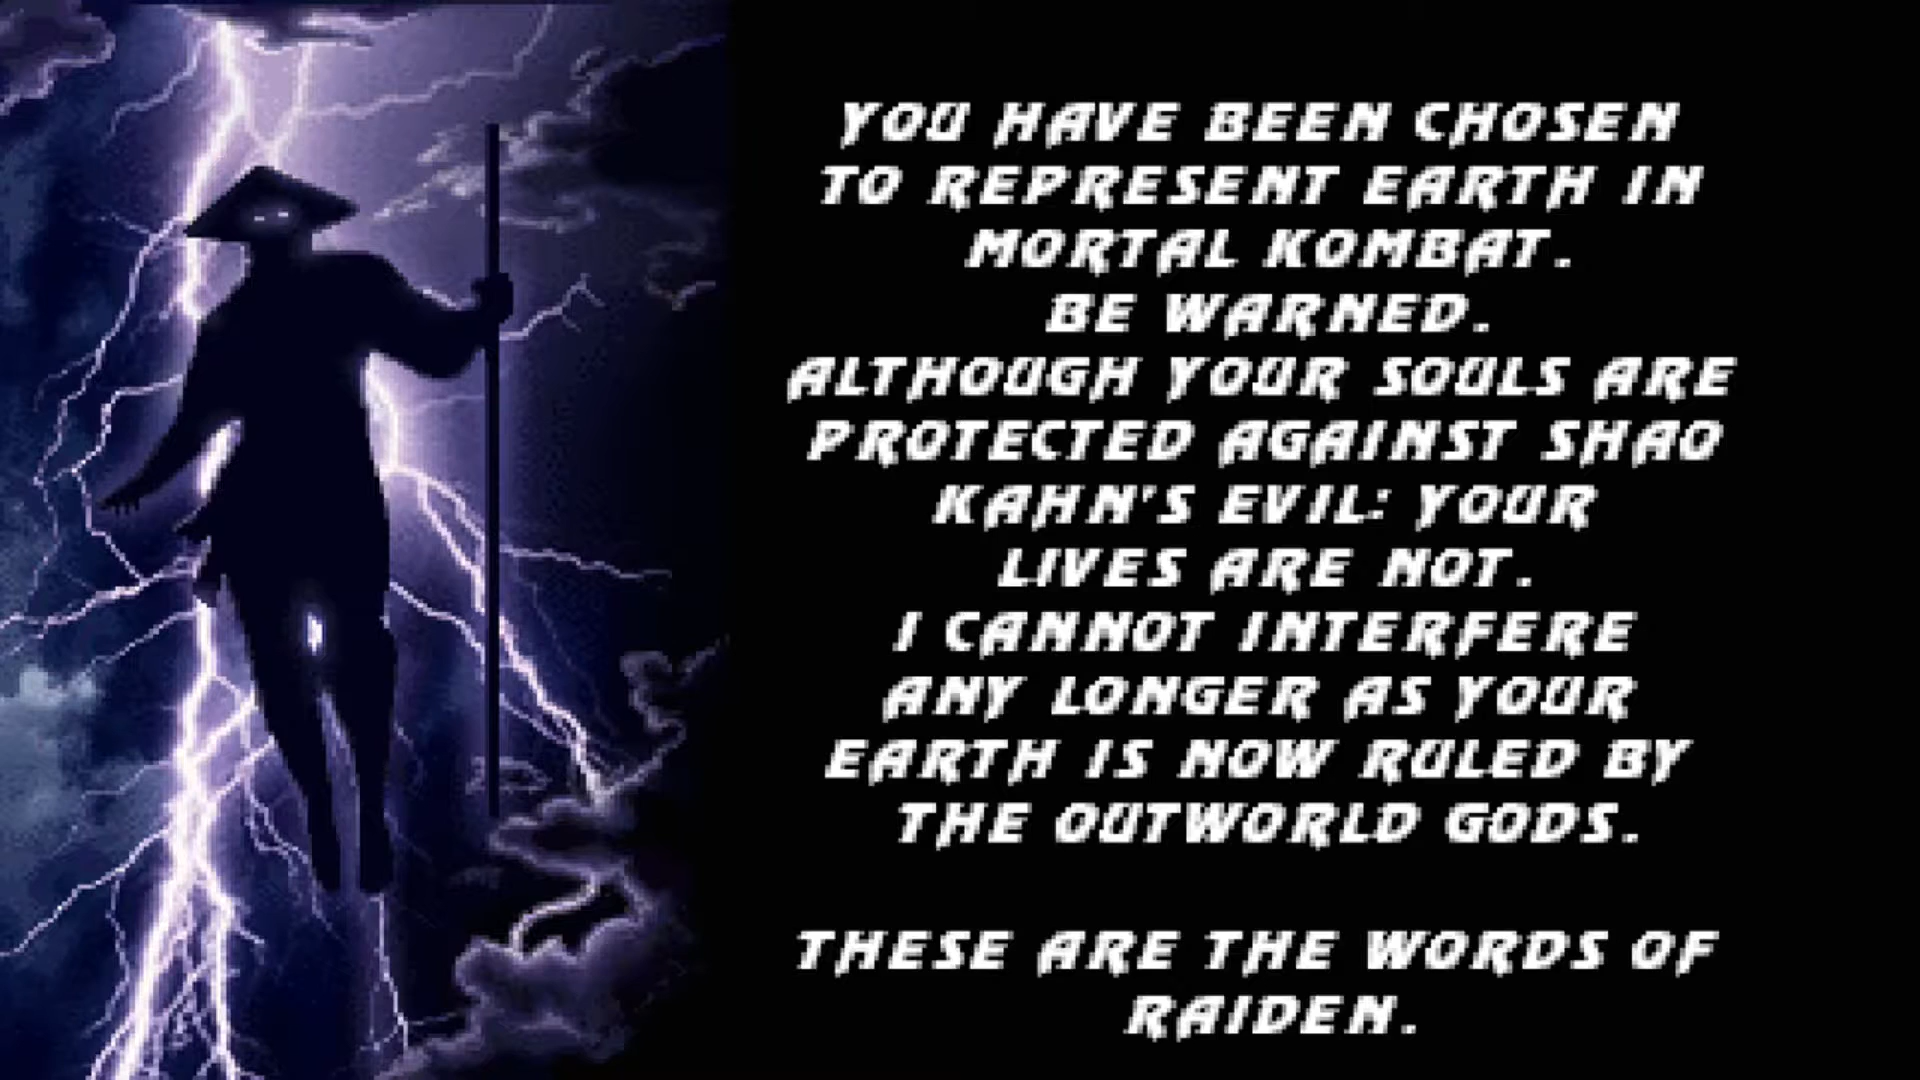 YOU HAVE BEEN CHOSEN
TO REPRESENT EARTH IN
MORTAL KOMBAT.
BE WARNED.
ALTHOUGH YOUR SOULS ARE
PROTECTED AGAINST SHAO
KAHN'S EVIL: YOUR
LIVES ARE NOT.
I CANNOT INTERFERE
ANY LONGER AS YOUR
EARTH IS NOW RULED BY
THE OUTWORLD GODS.
THESE ARE THE WORDS OF
RAIDEN.